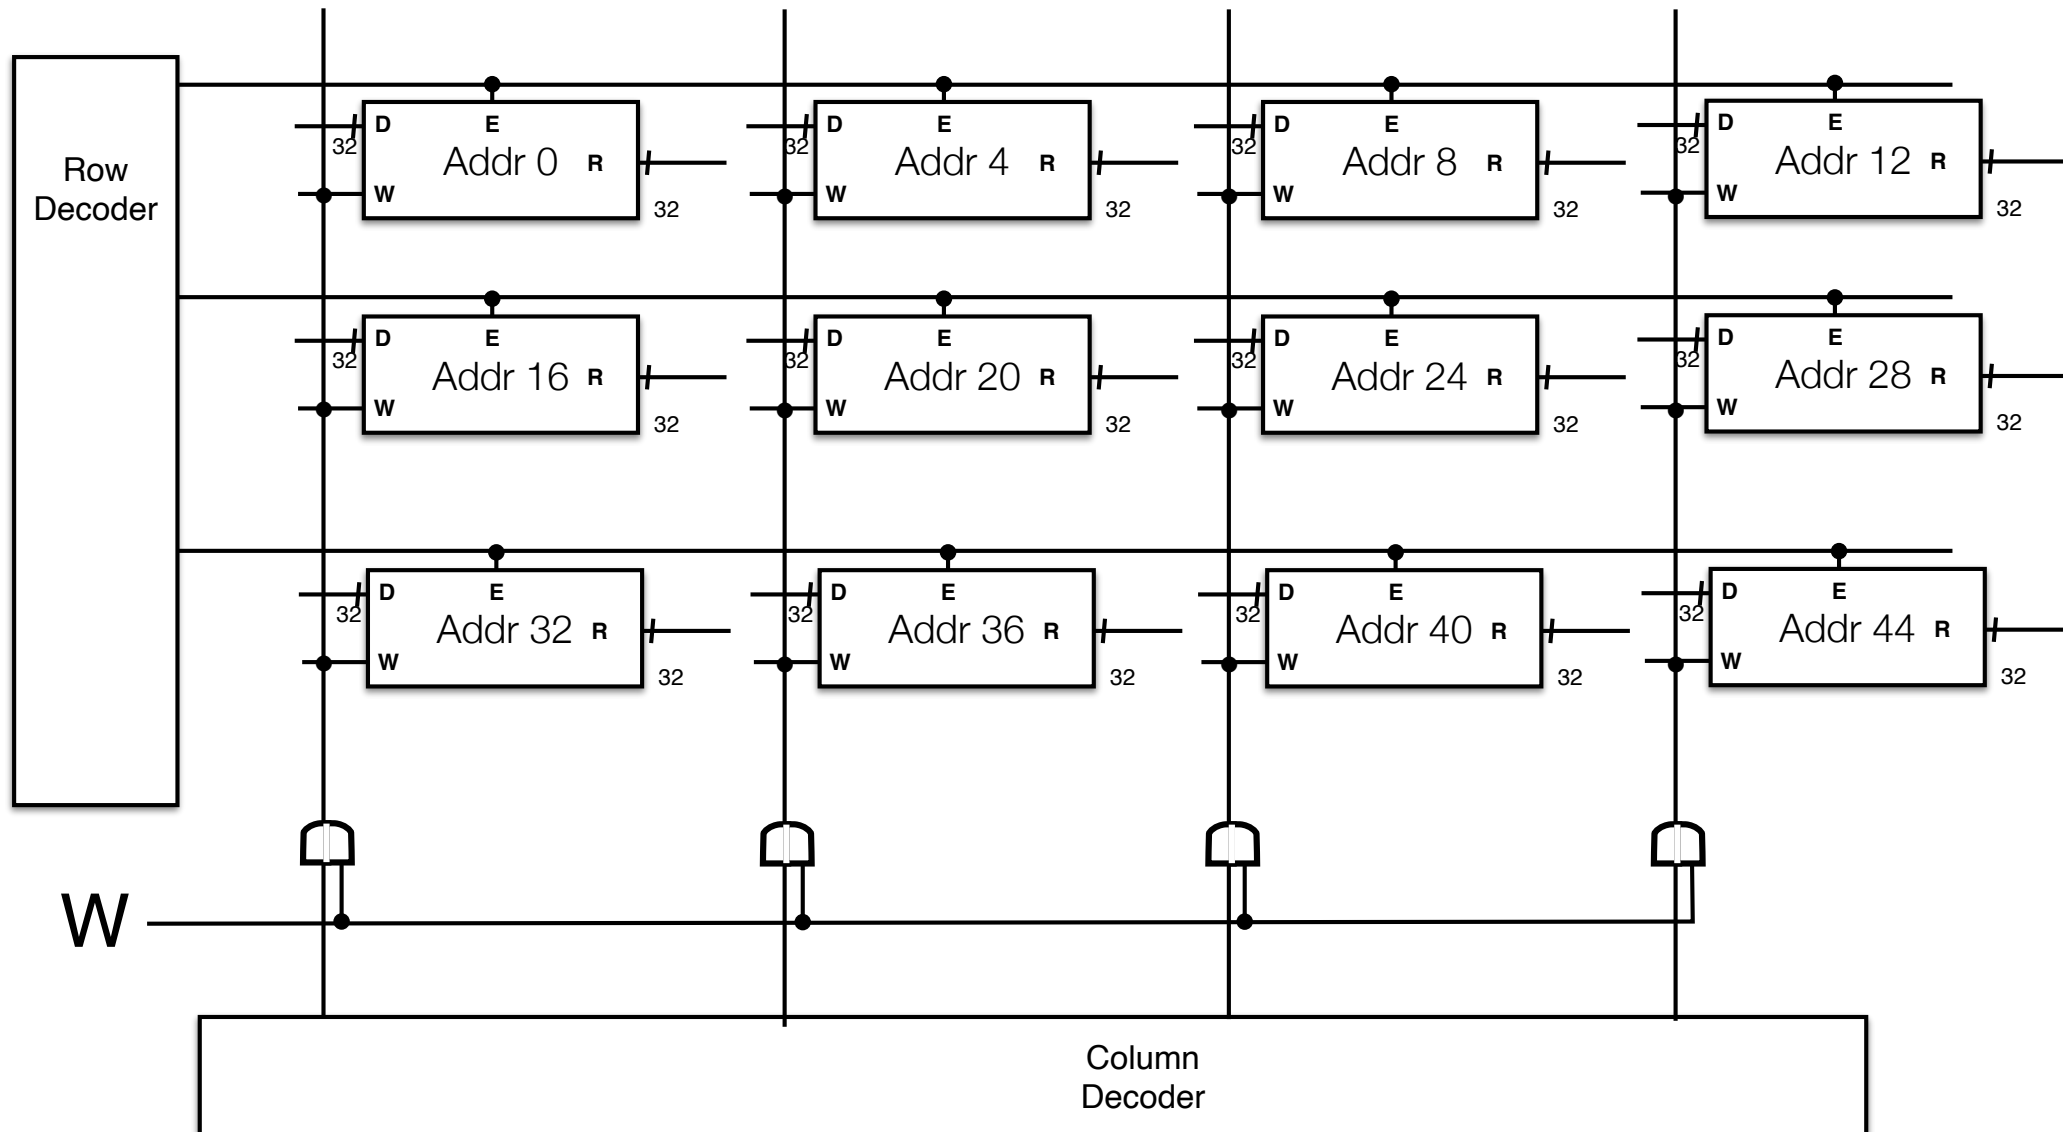 Row
Decoder
D E
32 Addr 0 R
W 32
D E
32 Addr 4 R
W 32
D E
32 Addr 8 R
W 32
D E
32 Addr 12 R
W 32
D E
32 Addr 16 R
W 32
D E
32 Addr 20 R
W 32
D E
32 Addr 24 R
W 32
D E
32 Addr 28 R
W 32
D E
32 Addr 32 R
W 32
D E
32 Addr 36 R
W 32
D E
32 Addr 40 R
W 32
D E
32 Addr 44 R
W 32
W
Column
Decoder